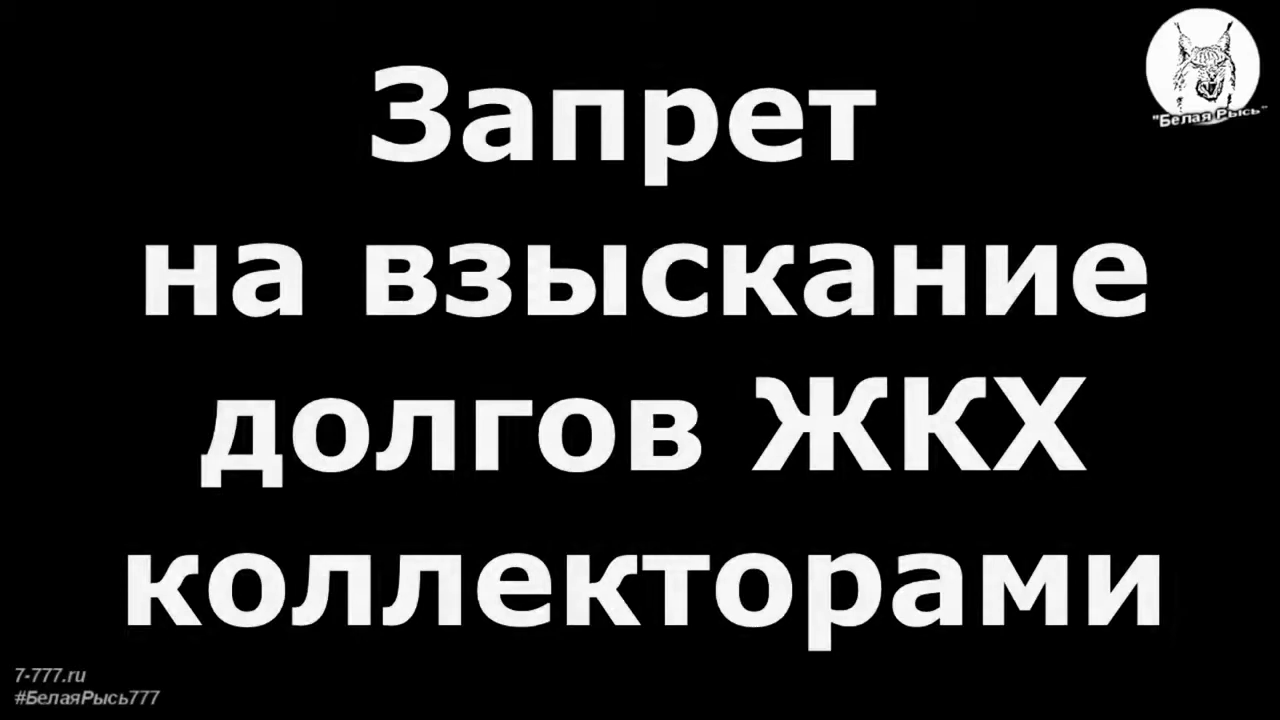 Запрет
на взыскание
долгов ЖКХ
коллекторами
"Белая Рысь"
7-777.ru
#БелаяРысь777